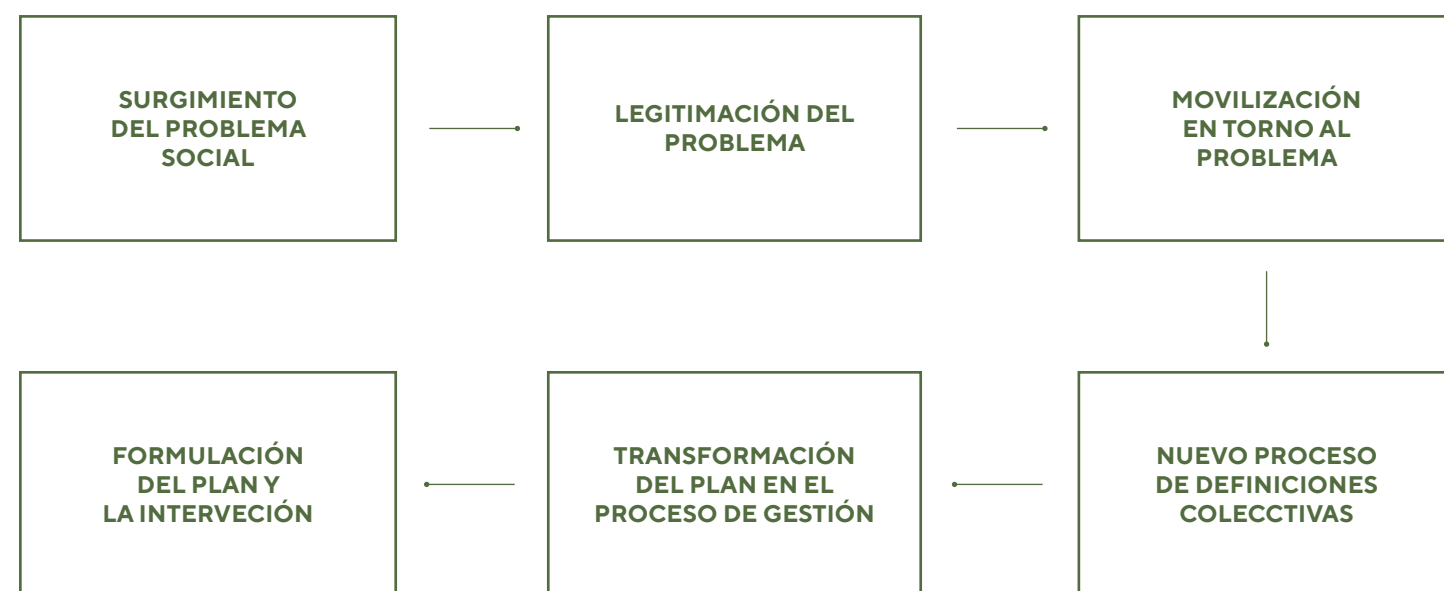 SURGIMIENTO
DEL PROBLEMA
SOCIAL
LEGITIMACIÓN DEL
PROBLEMA
MOVILIZACIÓN
EN TORNO AL
PROBLEMA
FORMULACIÓN
DEL PLAN Y
LA INTERVECIÓN
TRANSFORMACIÓN
DEL PLAN EN EL
PROCESO DE GESTIÓN
NUEVO PROCESO
DE DEFINICIONES
COLECCTIVAS